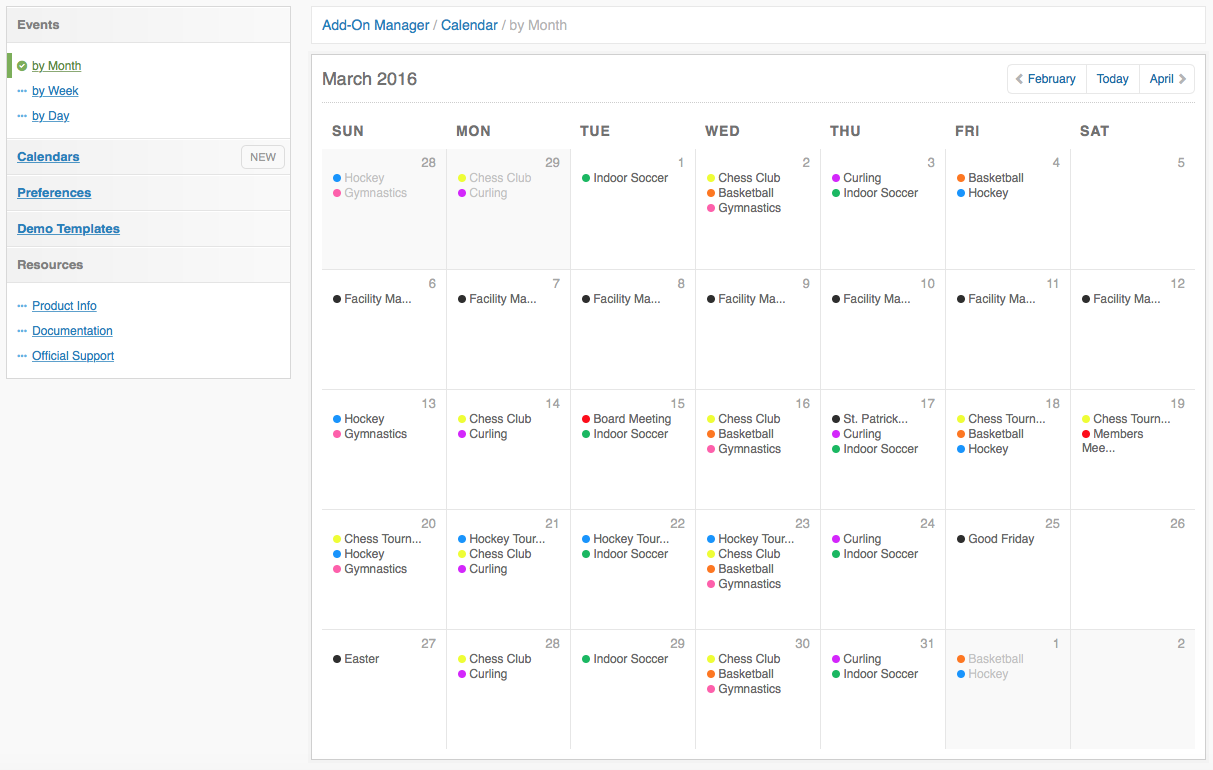 Events
by Month
by Week
by Day
Calendars
NEW
Preferences
Demo Templates
Resources
Product Info
Documentation
Official Support
Add-On Manager / Calendar / by Month
March 2016
February
Today
April
SUN MON TUE WED THU FRI SAT
28
Hockey
Gymnastics
29
Chess Club
Curling
1
Indoor Soccer
2
Chess Club
Basketball
Gymnastics
3
Curling
Indoor Soccer
4
Basketball
Hockey
5
6
Facility Ma...
7
Facility Ma...
8
Facility Ma...
9
Facility Ma...
10
Facility Ma...
11
Facility Ma...
12
Facility Ma...
13
Hockey
Gymnastics
14
Chess Club
Curling
15
Board Meeting
Indoor Soccer
16
Chess Club
Basketball
Gymnastics
17
St. Patrick...
Curling
Indoor Soccer
18
Chess Tourn...
Basketball
Hockey
19
Chess Tourn...
Members
Mee...
20
Chess Tourn...
Hockey
Gymnastics
21
Hockey Tour...
Chess Club
Curling
22
Hockey Tour...
Indoor Soccer
23
Hockey Tour...
Chess Club
Basketball
Gymnastics
24
Curling
Indoor Soccer
25
Good Friday
26
27
Easter
28
Chess Club
Curling
29
Indoor Soccer
30
Chess Club
Basketball
Gymnastics
31
Curling
Indoor Soccer
1
Basketball
Hockey
2